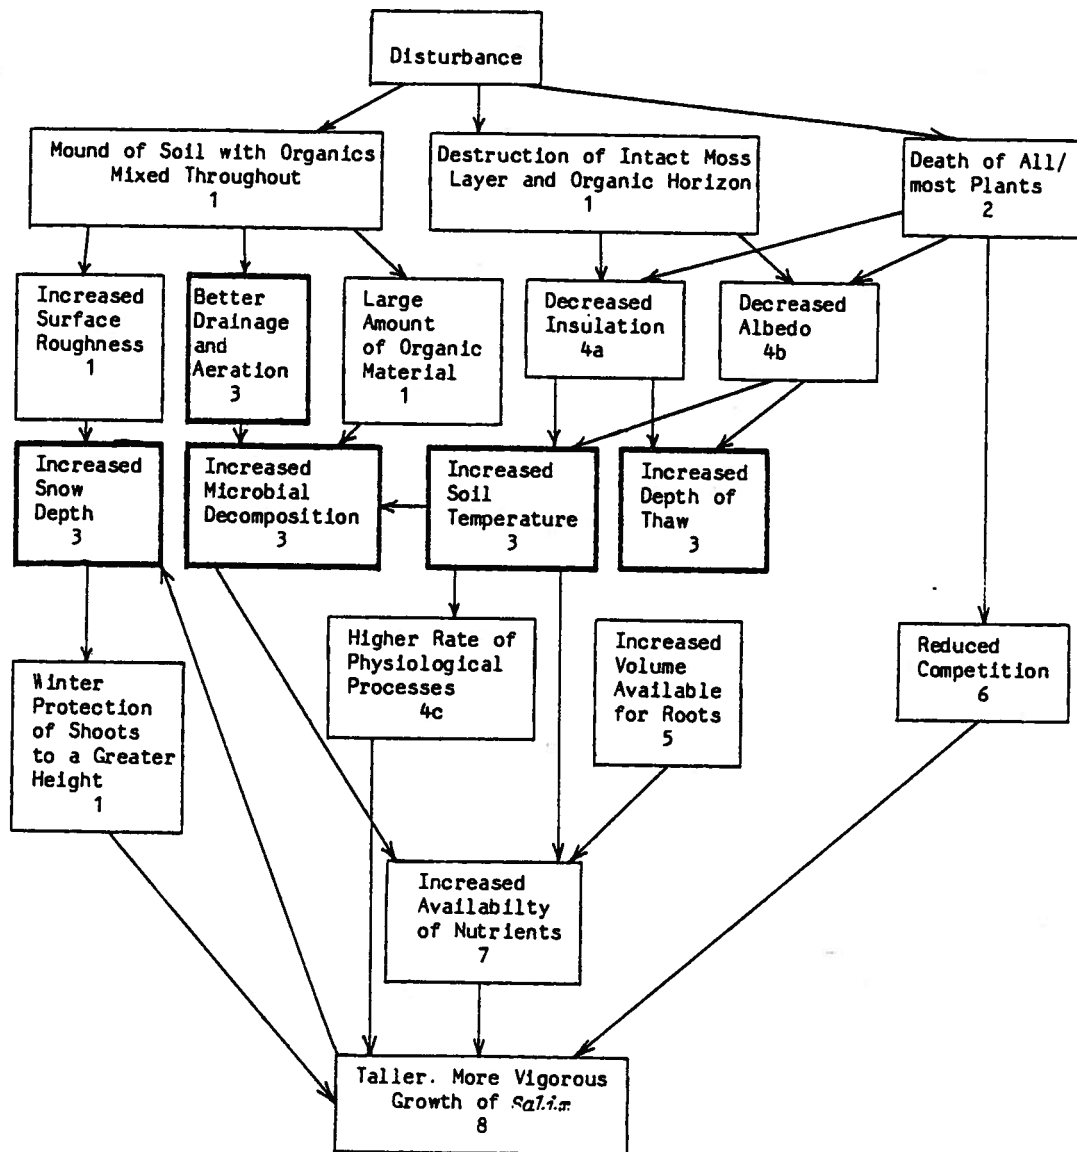 Disturbance
Mound of Soil with Organics
Mixed Throughout
1
Destruction of Intact Moss
Layer and Organic Horizon
1
Death of All/
most Plants
2
Increased
Surface
Roughness
1
Better
Drainage
and
Aeration
3
Large
Amount
of Organic
Material
1
Decreased
Insulation
4a
Decreased
Albedo
4b
Increased
Snow
Depth
3
Increased
Microbial
Decomposition
3
Increased
Soil
Temperature
3
Increased
Depth of
Thaw
3
Winter
Protection
of Shoots
to a Greater
Height
1
Higher Rate of
Physiological
Processes
4c
Increased
Volume
Available
for Roots
5
Reduced
Competition
6
Increased
Availabilty
of Nutrients
7
Taller. More Vigorous
Growth of Salix
8